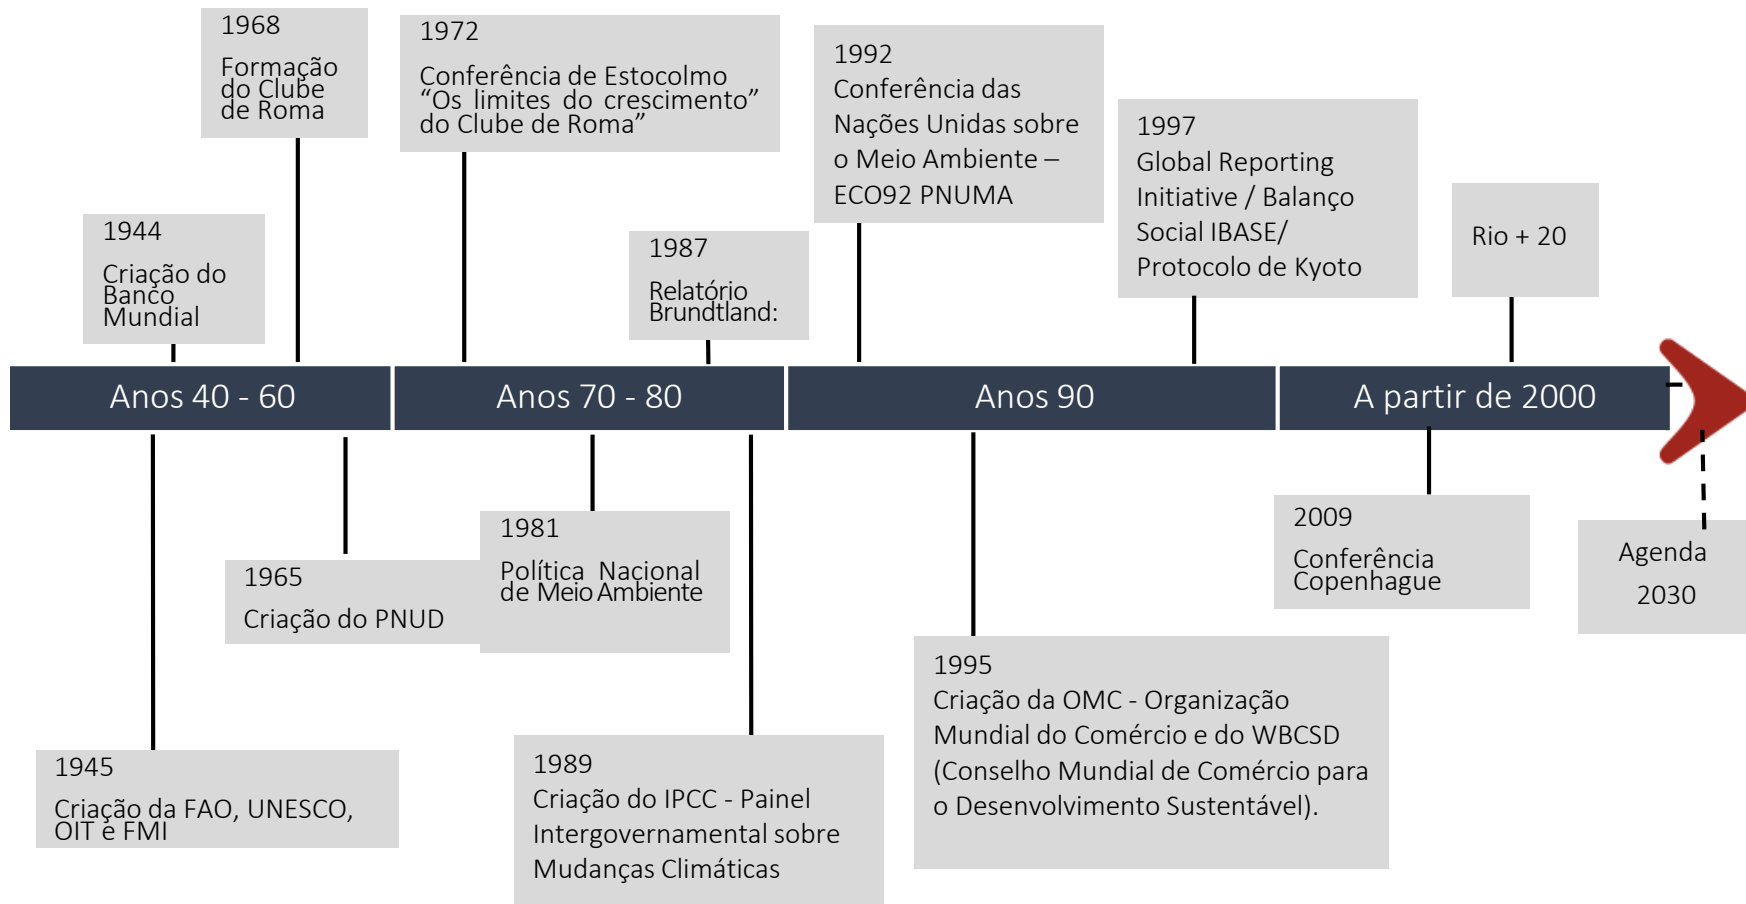 1968
Formação
do Clube
de Roma
1972
Conferência de Estocolmo
“Os limites do crescimento”
do Clube de Roma”
1992
Conferência das
Nações Unidas sobre
o Meio Ambiente –
ECO92 PNUMA
1997
Global Reporting
Initiative / Balanço
Social IBASE/
Protocolo de Kyoto
Rio + 20
1944
Criação do
Banco
Mundial
1987
Relatório
Brundtland:
Anos 40 - 60
Anos 70 - 80
Anos 90
A partir de 2000
1965
Criação do PNUD
1981
Política Nacional
de Meio Ambiente
2009
Conferência
Copenhague
Agenda
2030
1945
Criação da FAO, UNESCO,
OIT e FMI
1989
Criação do IPCC - Painel
Intergovernamental sobre
Mudanças Climáticas
1995
Criação da OMC - Organização
Mundial do Comércio e do WBCSD
(Conselho Mundial de Comércio para
o Desenvolvimento Sustentável).